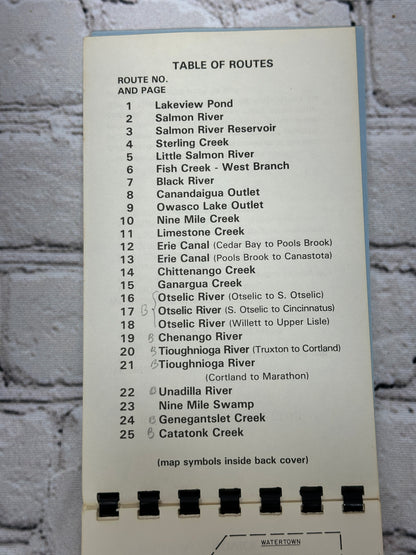 TABLE OF ROUTES
ROUTE NO.
AND PAGE
1 Lakeview Pond
2 Salmon River
3 Salmon River Reservoir
4 Sterling Creek
5 Little Salmon River
6 Fish Creek - West Branch
7 Black River
8 Canandaigua Outlet
9 Owasco Lake Outlet
10 Nine Mile Creek
11 Limestone Creek
12 Erie Canal (Cedar Bay to Pools Brook)
13 Erie Canal (Pools Brook to Canastota)
14 Chittenango Creek
15 Ganargua Creek
16 Otselic River (Otselic to S. Otselic)
17 B Otselic River (S. Otselic to Cincinnatus)
18 Otselic River (Willett to Upper Lisle)
19 B Chenango River
20 B Tioughnioga River (Truxton to Cortland)
21 B Tioughnioga River
(Cortland to Marathon)
22 B Unadilla River
23 Nine Mile Swamp
24 B Genegantslet Creek
25 B Catatonk Creek
(map symbols inside back cover)
WATERTOWN